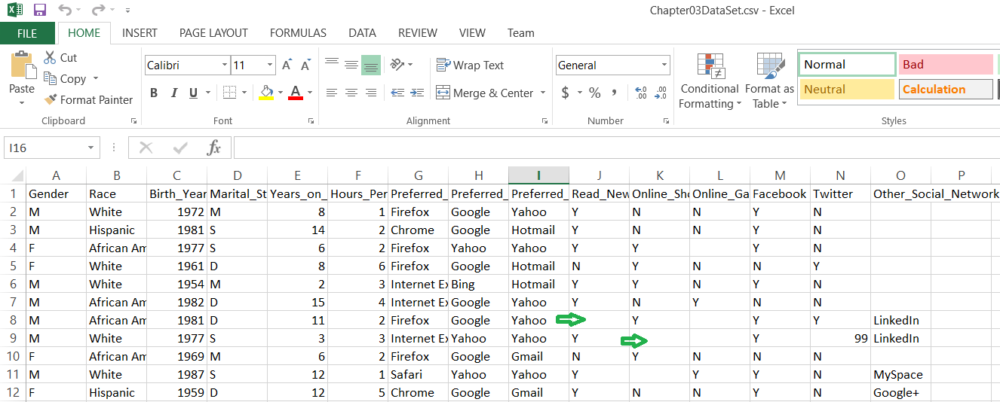 Chapter03DataSet.csv - Excel
FILE HOME INSERT PAGE LAYOUT FORMULAS DATA REVIEW VIEW Team
Cut
Copy
Format Painter
Paste
Clipboard
Calibri 11 A A
B I U A
Font
Wrap Text
Merge & Center
Alignment
General
$ % , .00 .00
Number
Conditional Formatting
Format as Table
Normal Bad
Neutral Calculation
Styles
I16 fx
A B C D E F G H I J K L M N O P
1 Gender Race Birth_Year Marital_St Years_on_ Hours_Per Preferred_ Preferred_ Preferred_ Read_New Online_Sho Online_Ga Facebook Twitter Other_Social_Network
2 M White 1972 M 8 1 Firefox Google Yahoo Y N N Y N
3 M Hispanic 1981 S 14 2 Chrome Google Hotmail Y N N Y N
4 F African Am 1977 S 6 2 Firefox Yahoo Yahoo Y Y Y N
5 F White 1961 D 8 6 Firefox Google Hotmail N Y N N Y
6 M White 1954 M 2 3 Internet Ex Bing Hotmail Y Y N Y N
7 M African Am 1982 D 15 4 Internet Ex Google Yahoo Y N Y N N
8 M African Am 1981 D 11 2 Firefox Google Yahoo Y Y Y LinkedIn
9 M White 1977 S 3 3 Internet Ex Yahoo Yahoo Y Y 99 LinkedIn
10 F African Am 1969 M 6 2 Firefox Google Gmail N Y N N N
11 M White 1987 S 12 1 Safari Yahoo Yahoo Y Y Y N MySpace
12 F Hispanic 1959 D 12 5 Chrome Google Gmail Y N N Y N Google+